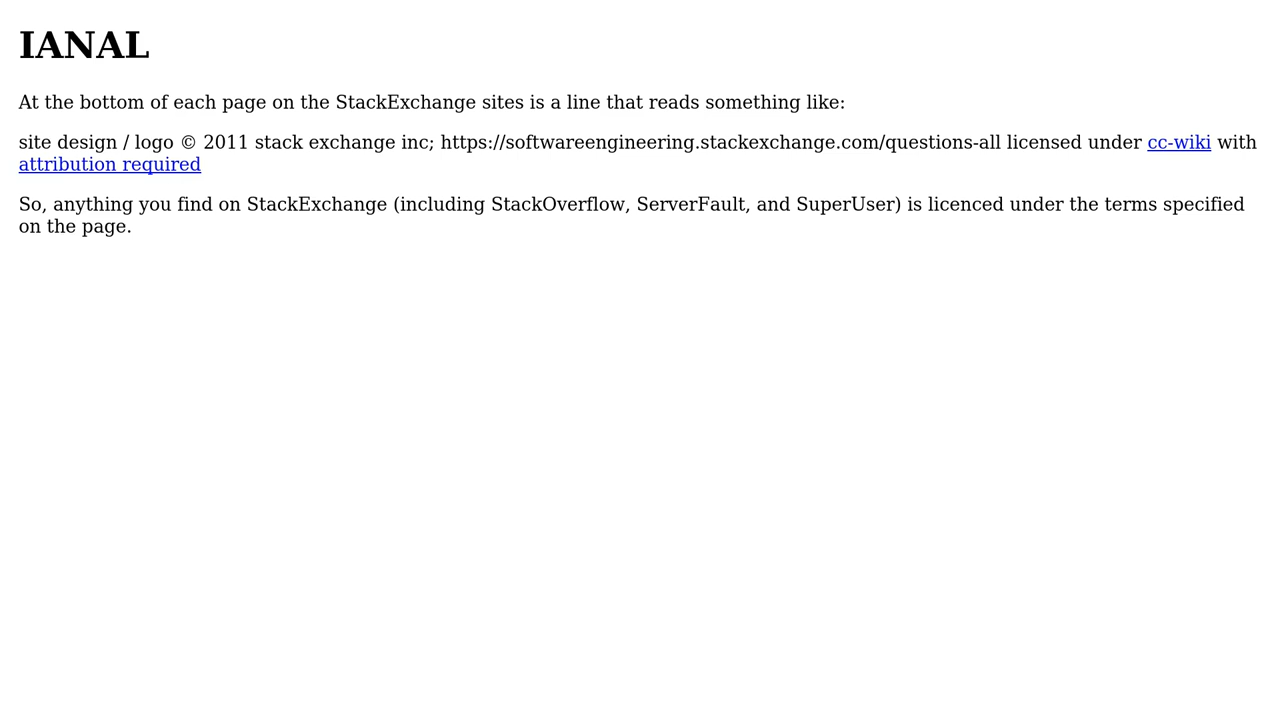 IANAL
At the bottom of each page on the StackExchange sites is a line that reads something like:
site design / logo © 2011 stack exchange inc; https://softwareengineering.stackexchange.com/questions-all licensed under cc-wiki with
attribution required
So, anything you find on StackExchange (including StackOverflow, ServerFault, and SuperUser) is licenced under the terms specified
on the page.